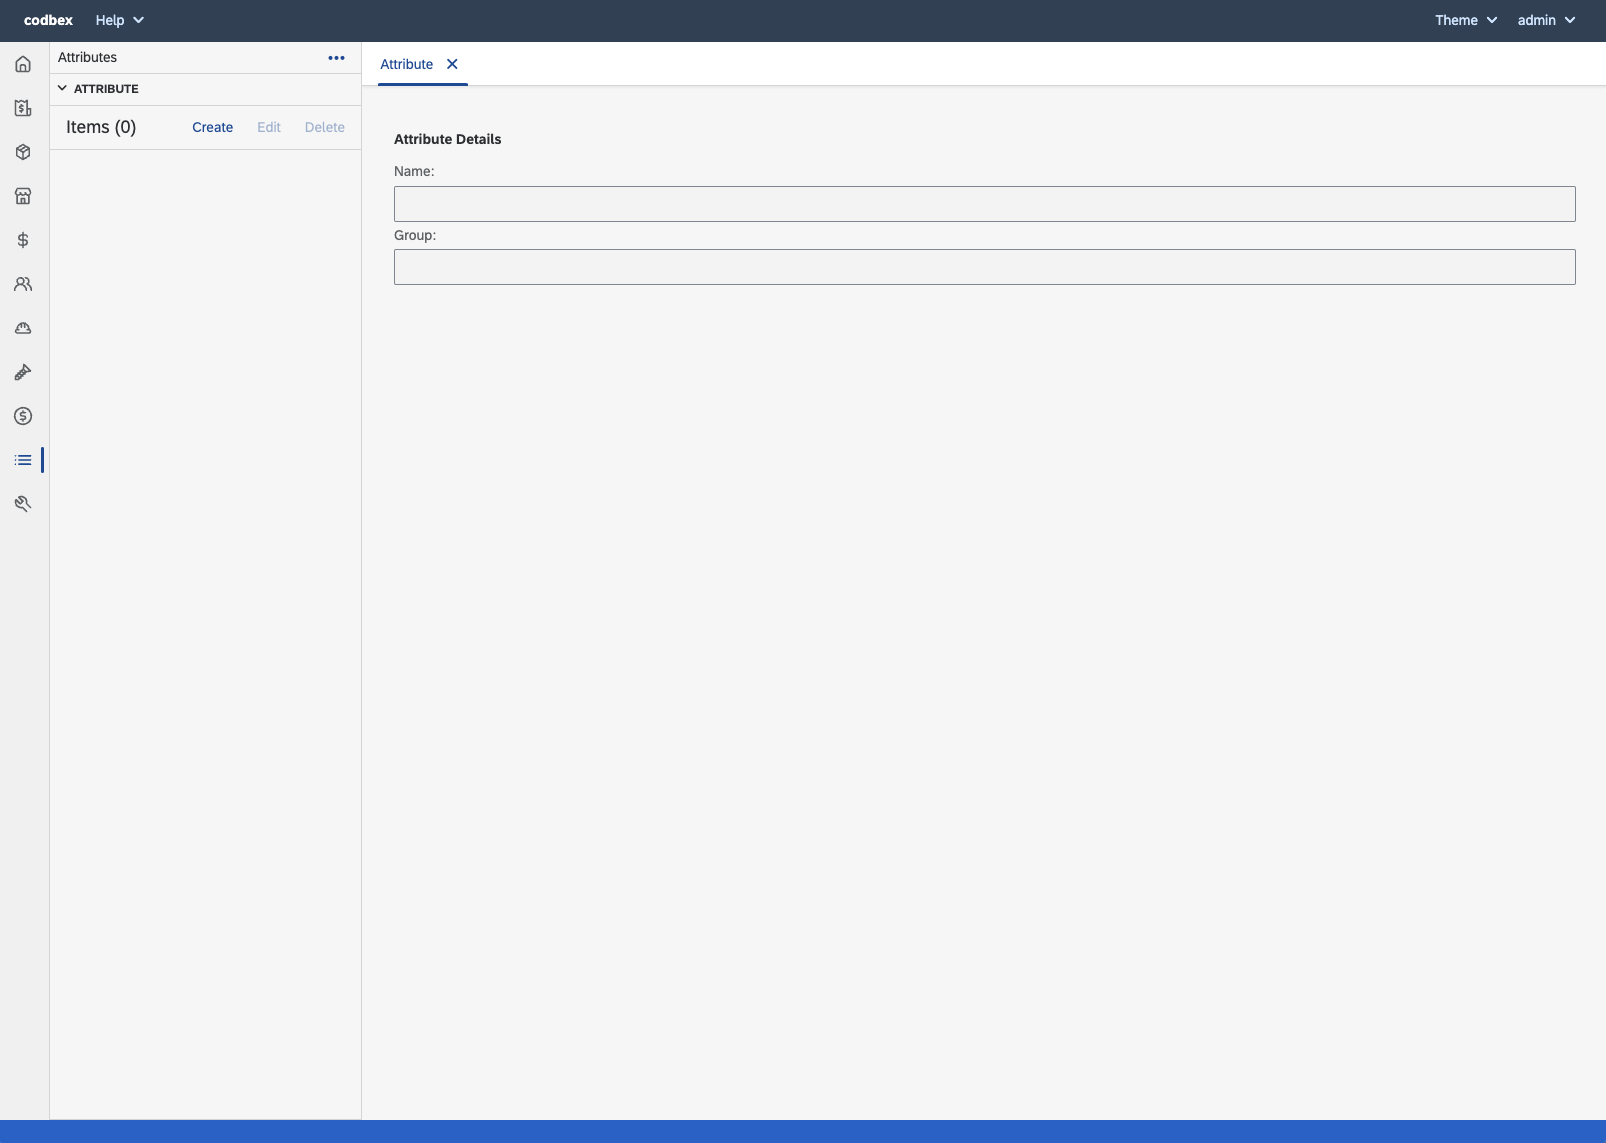 codbex Help Theme admin
Attributes
Attribute
ATTRIBUTE
Items (0) Create Edit Delete
Attribute Details
Name:
Group: